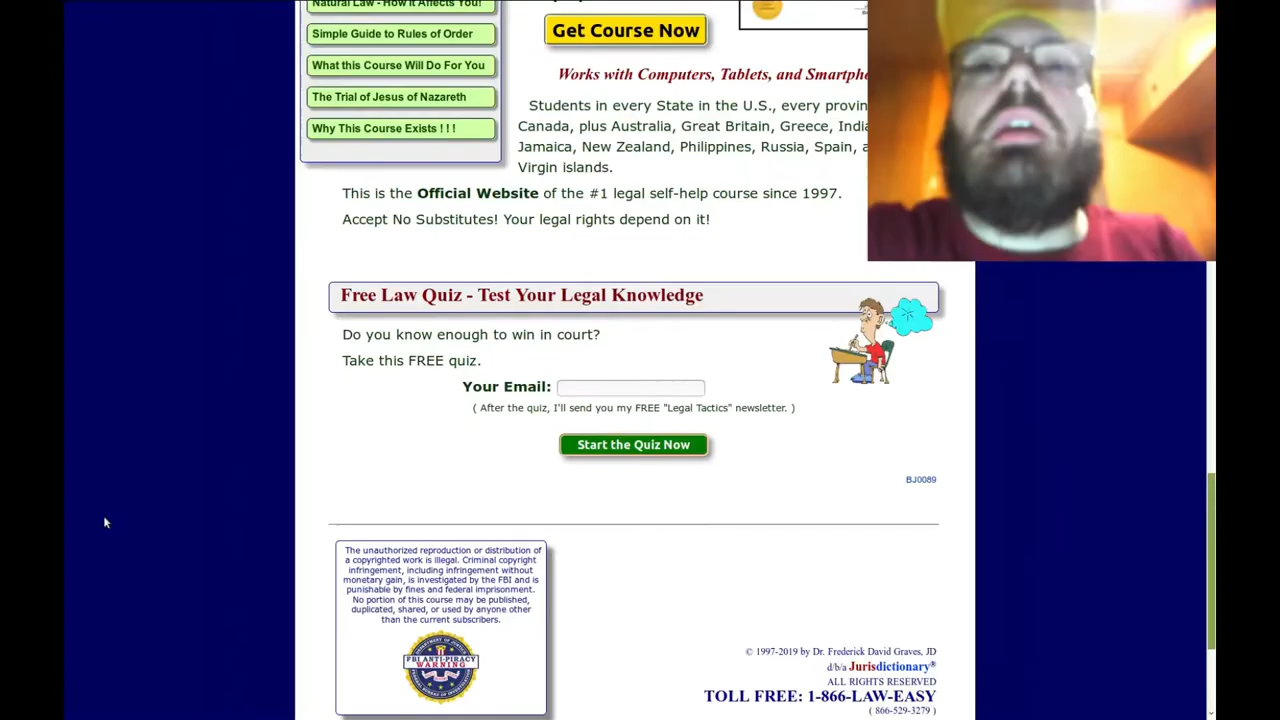 Natural Law - How it Affects You!
Simple Guide to Rules of Order
What this Course Will Do For You
The Trial of Jesus of Nazareth
Why This Course Exists ! ! !
Get Course Now
Works with Computers, Tablets, and
Students in every State in the U.S., every
Canada, plus Australia, Great Britain, Greece,
Jamaica, New Zealand, Philippines, Russia, Spain,
Virgin islands.
This is the Official Website of the #1 legal self-help course since 1997.
Accept No Substitutes! Your legal rights depend on it!
Free Law Quiz - Test Your Legal Knowledge
Do you know enough to win in court?
Take this FREE quiz.
Your Email:
( After the quiz, I'll send you my FREE "Legal Tactics" newsletter. )
Start the Quiz Now
BJ0089
The unauthorized reproduction or distribution of
a copyrighted work is illegal. Criminal copyright
infringement, including infringement without
monetary gain, is investigated by the FBI and is
punishable by fines and federal imprisonment.
No portion of this course may be published,
duplicated, shared, or used by anyone other
than the current subscribers.
FBI ANTI-PIRACY
WARNING
© 1997-2019 by Dr. Frederick David Graves, JD
d/b/a Jurisdictionary®
ALL RIGHTS RESERVED
TOLL FREE: 1-866-LAW-EASY
( 866-529-3279 )